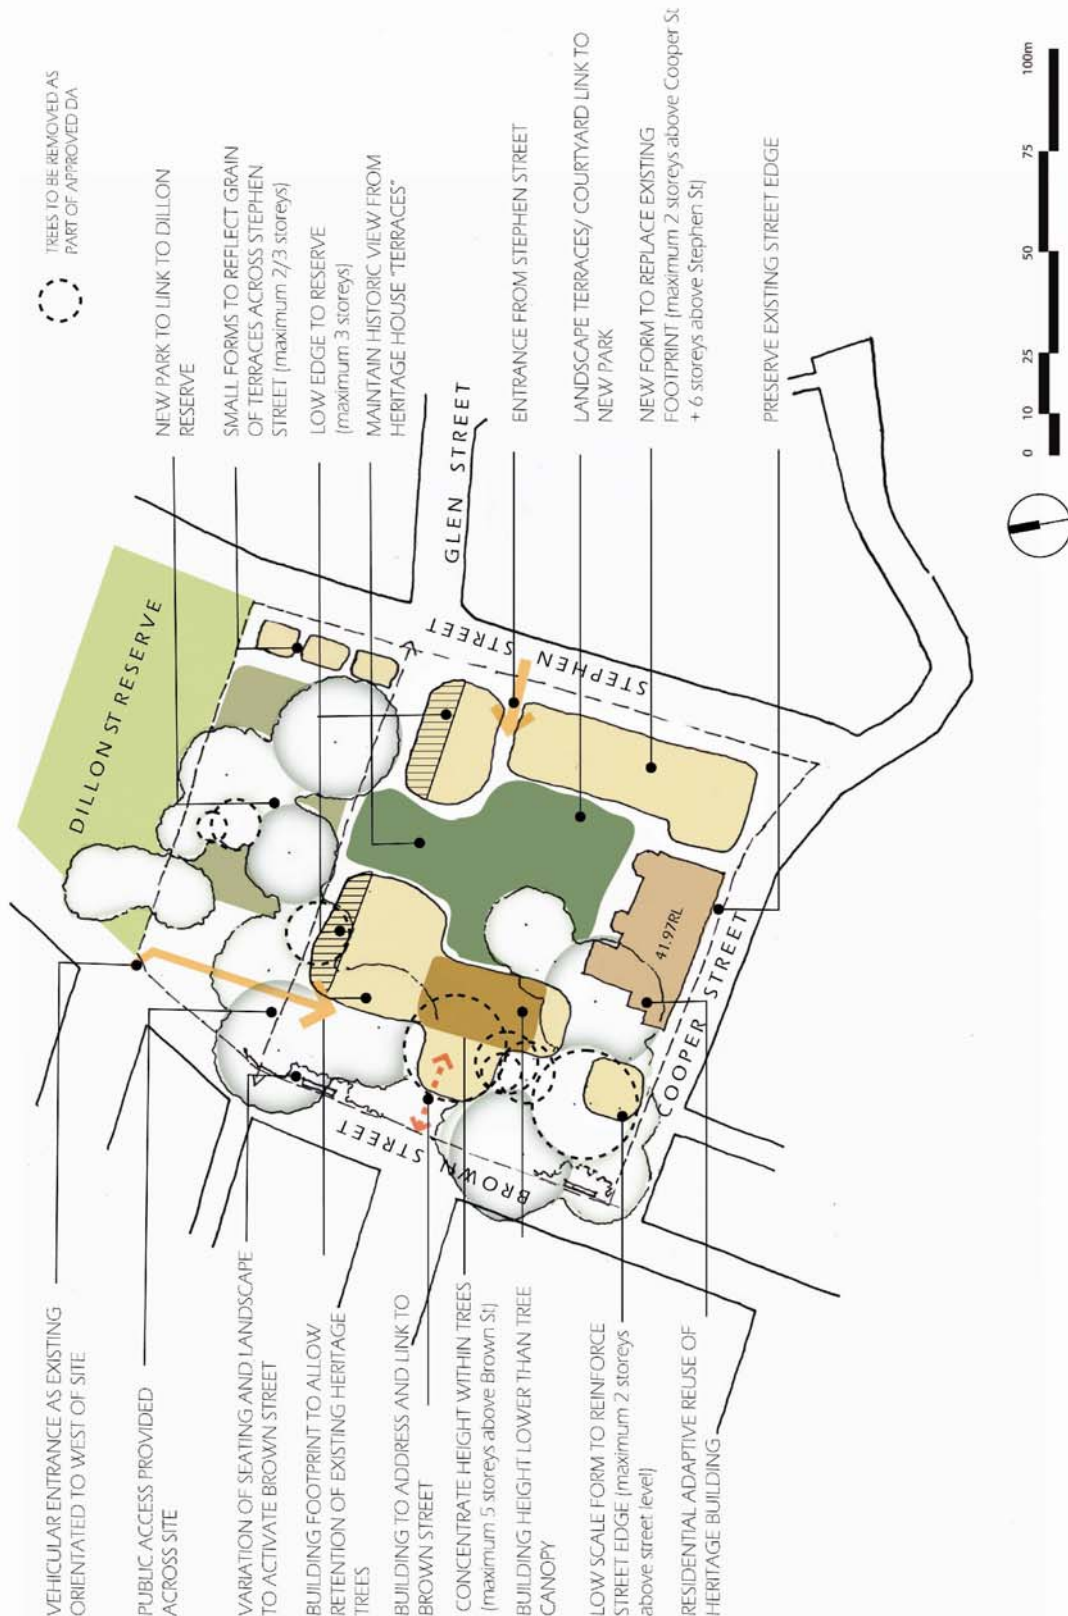 TREES TO BE REMOVED AS
PART OF APPROVED DA
VEHICULAR ENTRANCE AS EXISTING
ORIENTATED TO WEST OF SITE
PUBLIC ACCESS PROVIDED
ACROSS SITE
VARIATION OF SEATING AND LANDSCAPE
TO ACTIVATE BROWN STREET
BUILDING FOOTPRINT TO ALLOW
RETENTION OF EXISTING HERITAGE
TREES
BUILDING TO ADDRESS AND LINK TO
BROWN STREET
CONCENTRATE HEIGHT WITHIN TREES
(maximum 5 storeys above Brown St)
BUILDING HEIGHT LOWER THAN TREE
CANOPY
LOW SCALE FORM TO REINFORCE
STREET EDGE (maximum 2 storeys
above street level)
RESIDENTIAL ADAPTIVE REUSE OF
HERITAGE BUILDING
DILLON ST RESERVE
GLEN STREET
STEPHEN STREET
BROWN STREET
COOPER STREET
41.97RL
NEW PARK TO LINK TO DILLON
RESERVE
SMALL FORMS TO REFLECT GRAIN
OF TERRACES ACROSS STEPHEN
STREET (maximum 2/3 storeys)
LOW EDGE TO RESERVE
(maximum 3 storeys)
MAINTAIN HISTORIC VIEW FROM
HERITAGE HOUSE "TERRACES"
ENTRANCE FROM STEPHEN STREET
LANDSCAPE TERRACES/ COURTYARD LINK TO
NEW PARK
NEW FORM TO REPLACE EXISTING
FOOTPRINT (maximum 2 storeys above Cooper St
+ 6 storeys above Stephen St)
PRESERVE EXISTING STREET EDGE
0 10 25 50 75 100m